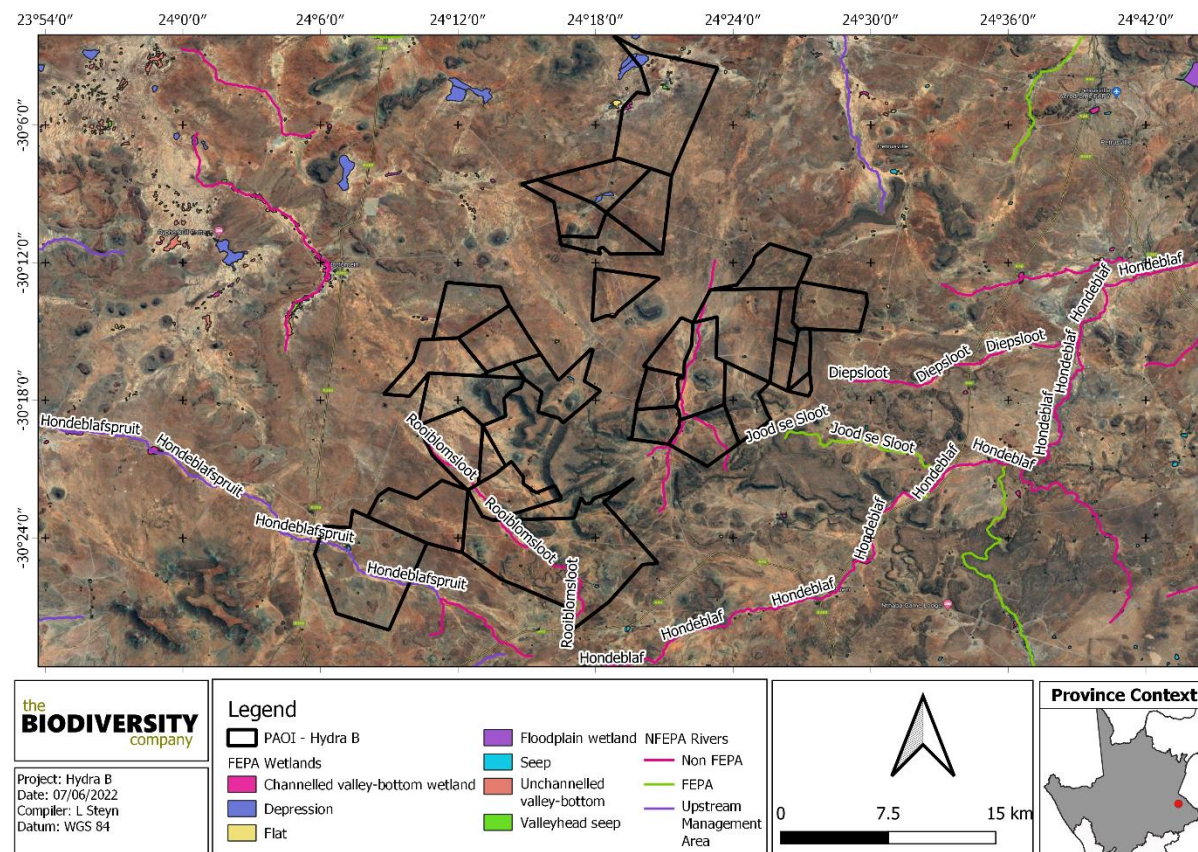 23°54'0"
24°0'0"
24°6'0"
24°12'0"
24°18'0"
24°24'0"
24°30'0"
24°36'0"
24°42'0"
-30°6'0"
-30°12'0"
-30°18'0"
-30°24'0"
Petrusville
Petrusville
Hondeblaf
Hondeblaf
Diepsloot
Diepsloot
Diepsloot
Hondeblaf
Hondeblaf
Jood se Sloot
Jood se Sloot
Hondeblaf
Hondeblaf
Hondeblaf
Hondeblaf
Hondeblaf
Hondeblaf
Rooiblomsloot
Rooiblomsloot
Rooiblomsloot
Hondeblafspruit
Hondeblafspruit
Hondeblafspruit
Hondeblafspruit
Nthaba Game Lodge
the
BIODIVERSITY
company
Project: Hydra B
Date: 07/06/2022
Compiler: L Steyn
Datum: WGS 84
Legend
PAOI - Hydra B
FEPA Wetlands
Channelled valley-bottom wetland
Depression
Flat
Floodplain wetland
Seep
Unchannelled
valley-bottom
Valleyhead seep
NFEPA Rivers
Non FEPA
FEPA
Upstream
Management
Area
0 7.5 15 km
Province Context